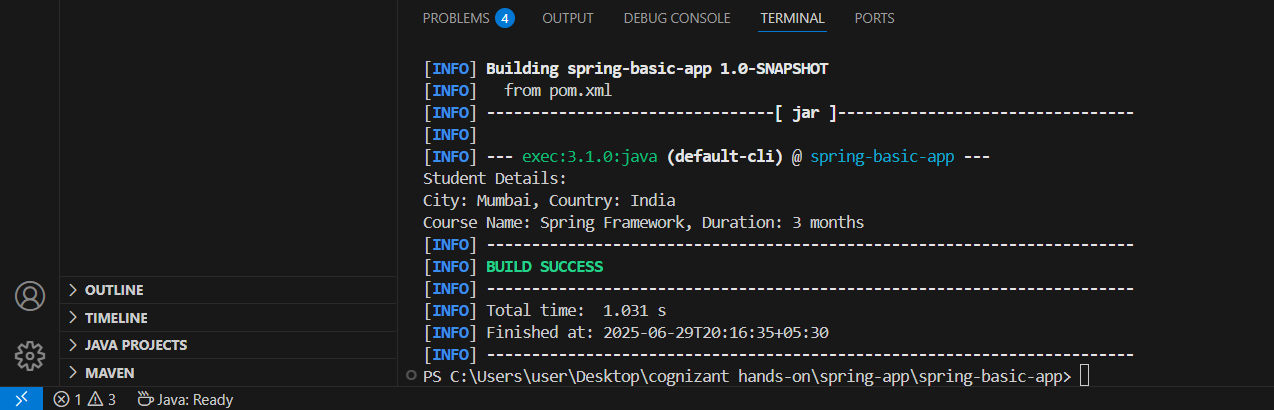 PROBLEMS 4 OUTPUT DEBUG CONSOLE TERMINAL PORTS
[INFO] Building spring-basic-app 1.0-SNAPSHOT
[INFO]   from pom.xml
[INFO] --------------------------------[ jar ]---------------------------------
[INFO]
[INFO] --- exec:3.1.0:java (default-cli) @ spring-basic-app ---
Student Details:
City: Mumbai, Country: India
Course Name: Spring Framework, Duration: 3 months
[INFO] ------------------------------------------------------------------------
[INFO] BUILD SUCCESS
[INFO] ------------------------------------------------------------------------
[INFO] Total time:  1.031 s
[INFO] Finished at: 2025-06-29T20:16:35+05:30
[INFO] ------------------------------------------------------------------------
PS C:\Users\user\Desktop\cognizant hands-on\spring-app\spring-basic-app>
OUTLINE
TIMELINE
JAVA PROJECTS
MAVEN
1 3 Java: Ready